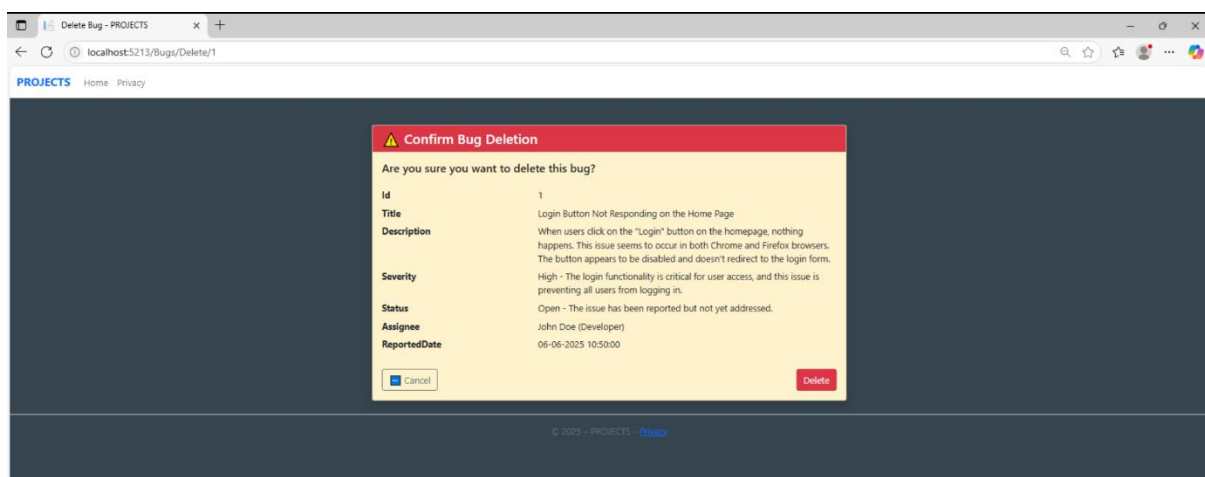 Delete Bug - PROJECTS
localhost:5213/Bugs/Delete/1
PROJECTS Home Privacy
Confirm Bug Deletion
Are you sure you want to delete this bug?
Id 1
Title Login Button Not Responding on the Home Page
Description When users click on the "Login" button on the homepage, nothing
happens. This issue seems to occur in both Chrome and Firefox browsers.
The button appears to be disabled and doesn't redirect to the login form.
Severity High - The login functionality is critical for user access, and this issue is
preventing all users from logging in.
Status Open - The issue has been reported but not yet addressed.
Assignee John Doe (Developer)
ReportedDate 06-06-2025 10:50:00
Cancel Delete
© 2025 – PROJECTS – Privacy